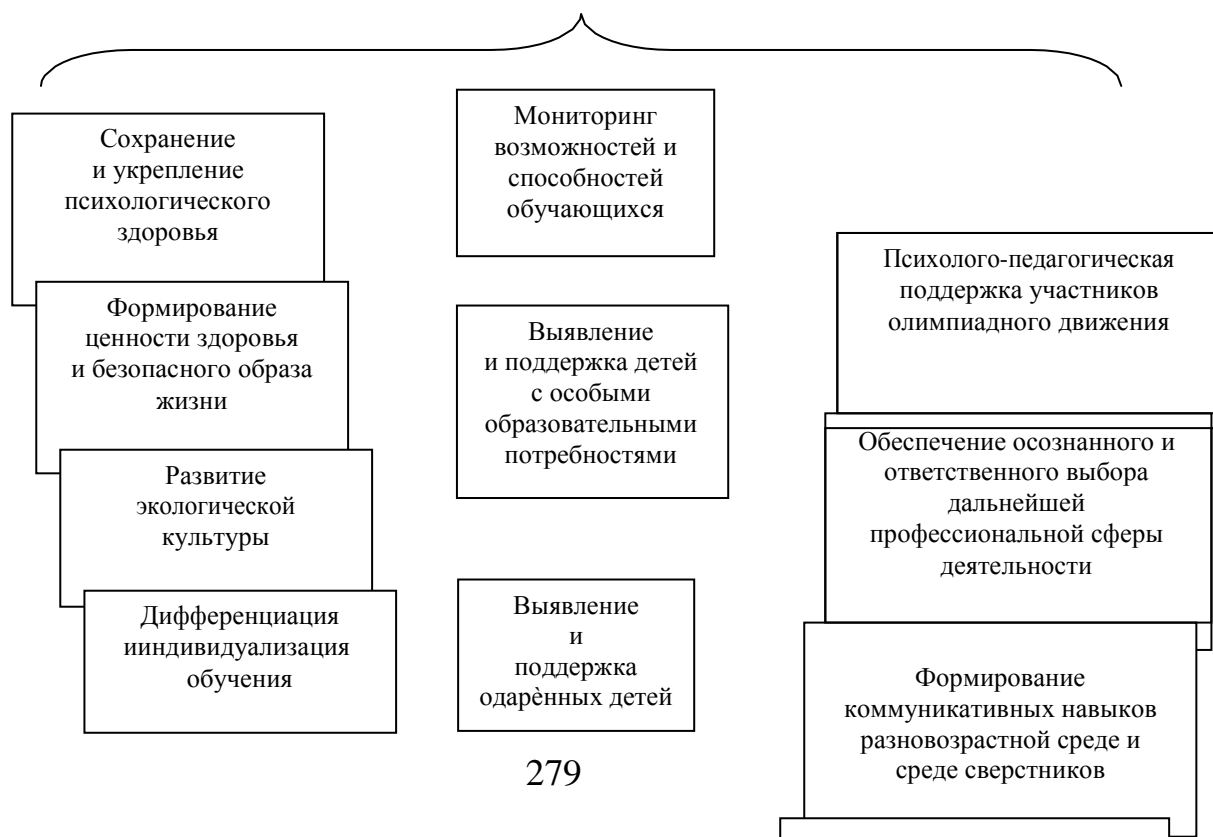 Сохранение
и укрепление
психологического
здоровья
Формирование
ценности здоровья
и безопасного образа
жизни
Развитие
экологической
культуры
Дифференциация
ииндивидуализация
обучения
Мониторинг
возможностей и
способностей
обучающихся
Выявление
и поддержка детей
с особыми
образовательными
потребностями
Выявление
и
поддержка
одарѐнных детей
Психолого-педагогическая
поддержка участников
олимпиадного движения
Обеспечение осознанного и
ответственного выбора
дальнейшей
профессиональной сферы
деятельности
Формирование
коммуникативных навыков
разновозрастной среде и
среде сверстников
279